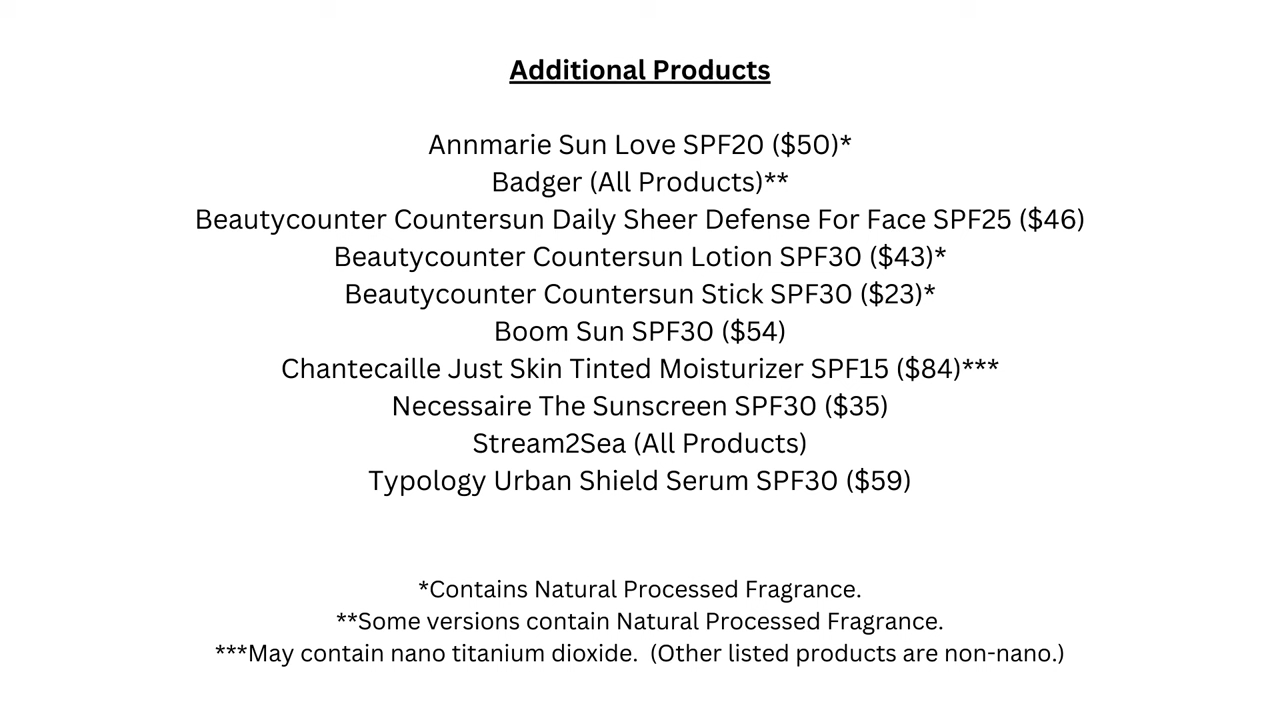 Additional Products
Annmarie Sun Love SPF20 ($50)*
Badger (All Products)**
Beautycounter Countersun Daily Sheer Defense For Face SPF25 ($46)
Beautycounter Countersun Lotion SPF30 ($43)*
Beautycounter Countersun Stick SPF30 ($23)*
Boom Sun SPF30 ($54)
Chantecaille Just Skin Tinted Moisturizer SPF15 ($84)***
Necessaire The Sunscreen SPF30 ($35)
Stream2Sea (All Products)
Typology Urban Shield Serum SPF30 ($59)
*Contains Natural Processed Fragrance.
**Some versions contain Natural Processed Fragrance.
***May contain nano titanium dioxide.  (Other listed products are non-nano.)